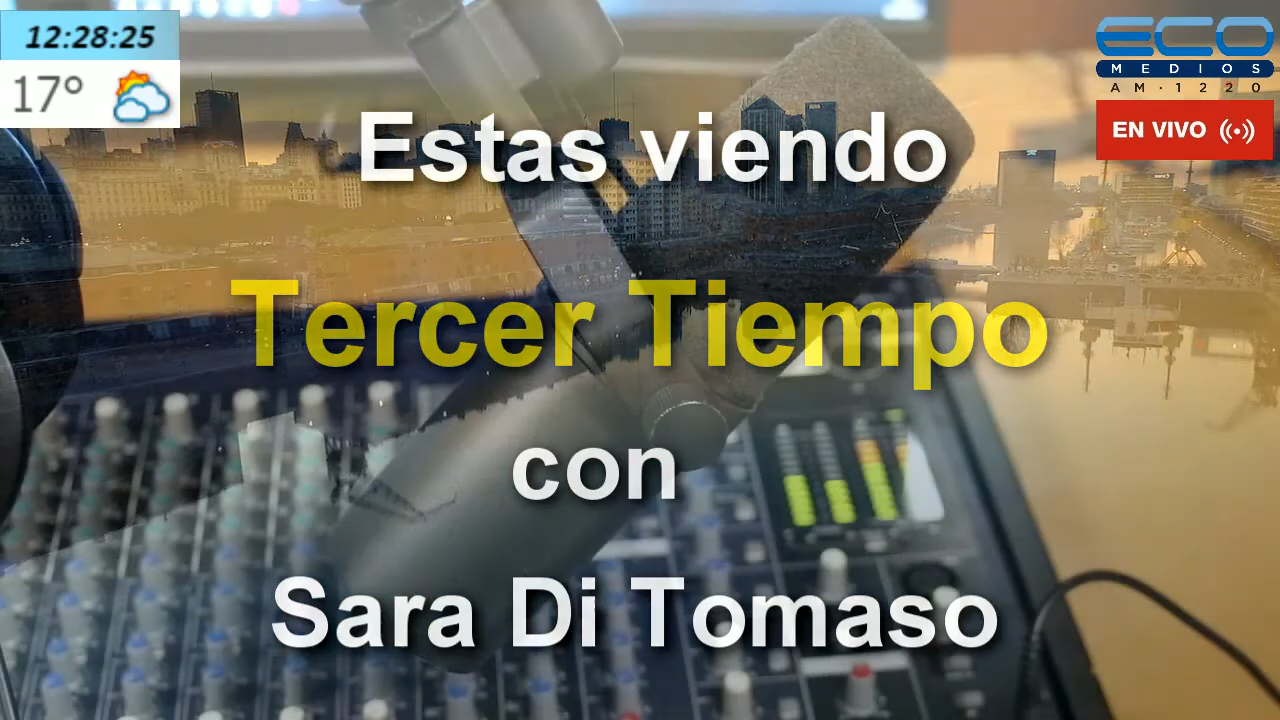 12:28:25
17°
ECO
MEDIOS
AM·1220
EN VIVO
Estas viendo
Tercer Tiempo
con
Sara Di Tomaso